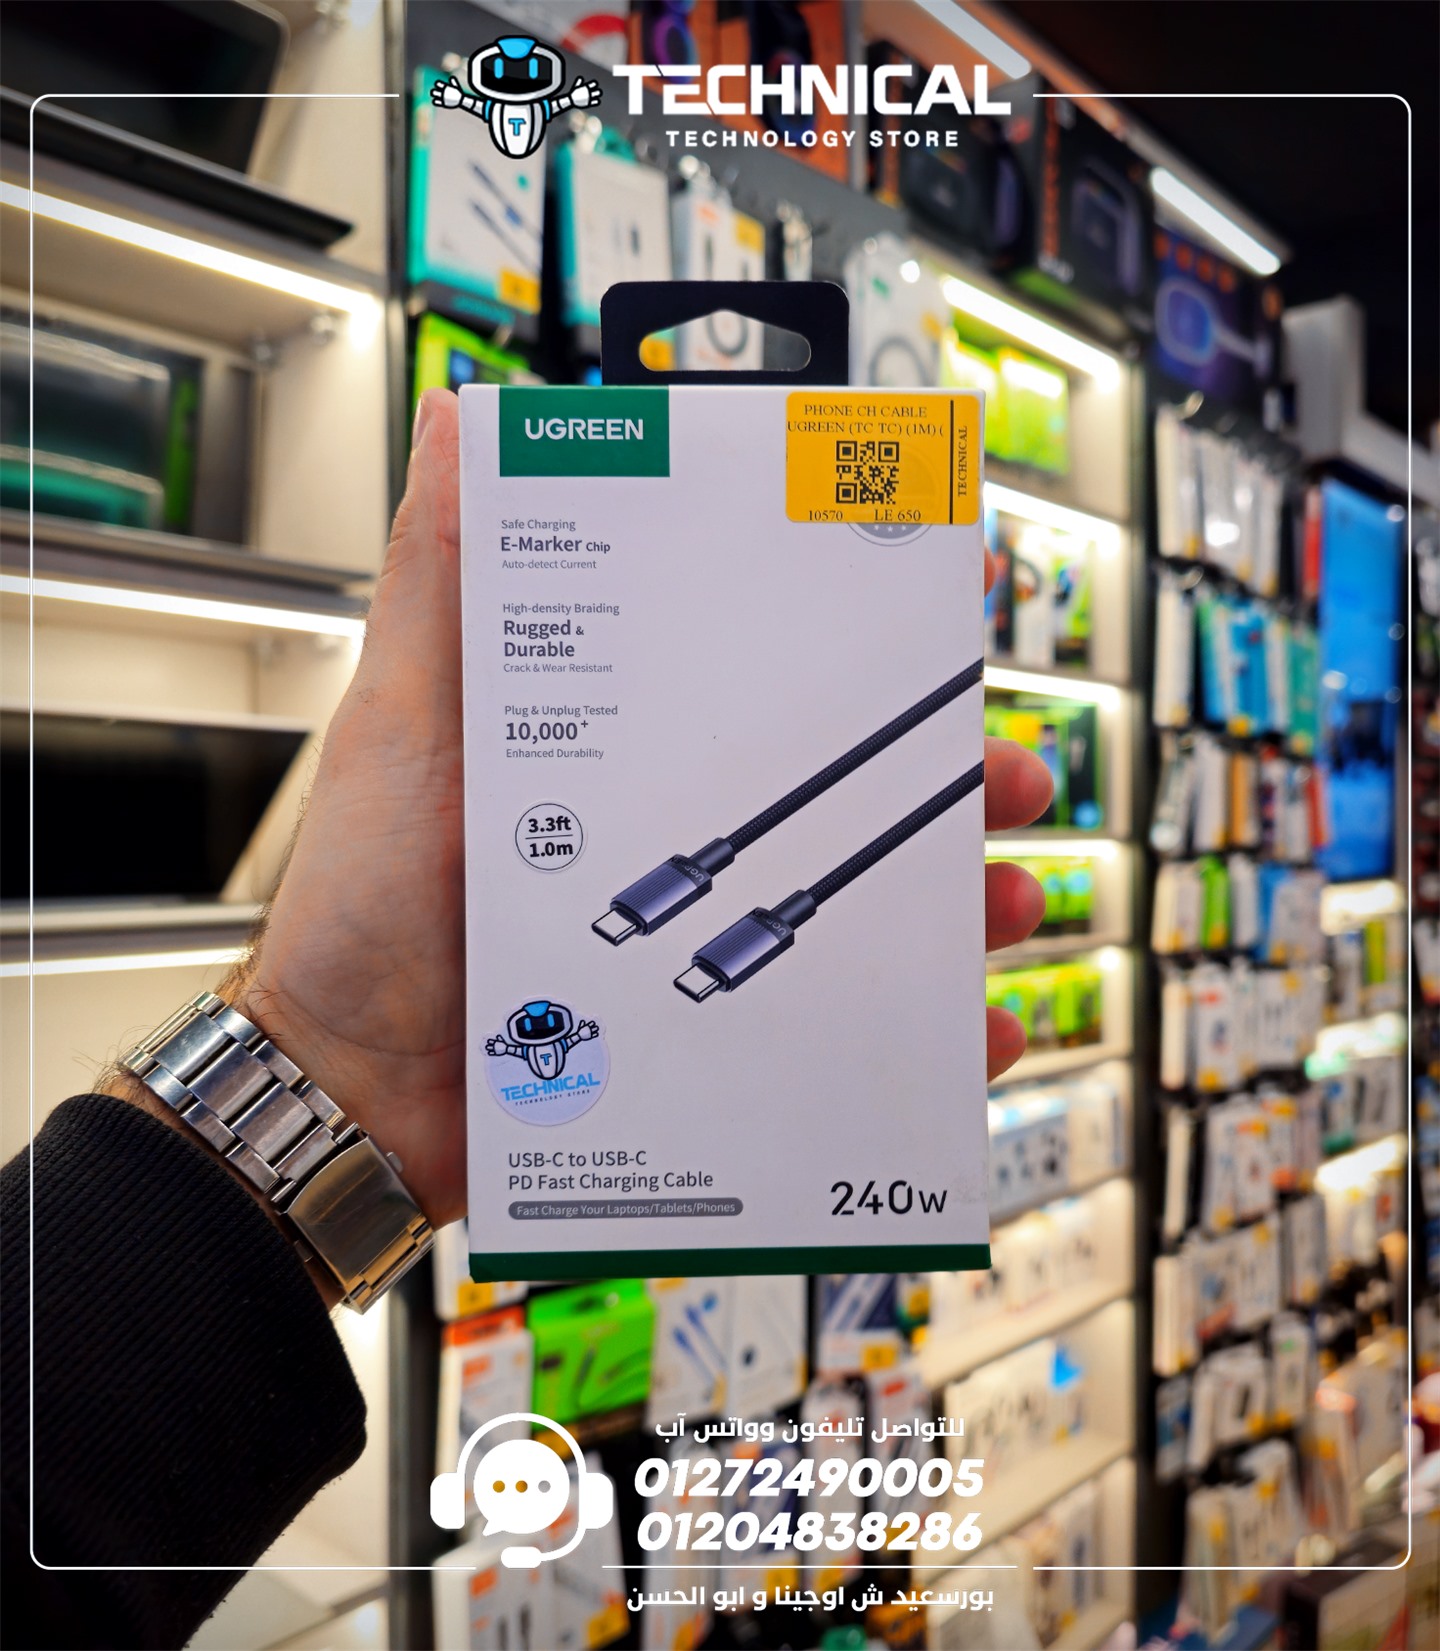 TECHNICAL
TECHNOLOGY STORE
UGREEN
PHONE CH CABLE
UGREEN (TC TC) (1M) (
TECHNICAL
10570 LE 650
Safe Charging
E-Marker Chip
Auto-detect Current
High-density Braiding
Rugged &
Durable
Crack & Wear Resistant
Plug & Unplug Tested
10,000+
Enhanced Durability
3.3ft
1.0m
T
TECHNICAL
TECHNOLOGY STORE
USB-C to USB-C
PD Fast Charging Cable
Fast Charge Your Laptops/Tablets/Phones
240W
للتواصل تليفون وواتس آب
01272490005
01204838286
بورسعيد ش اوجينا و ابو الحسن